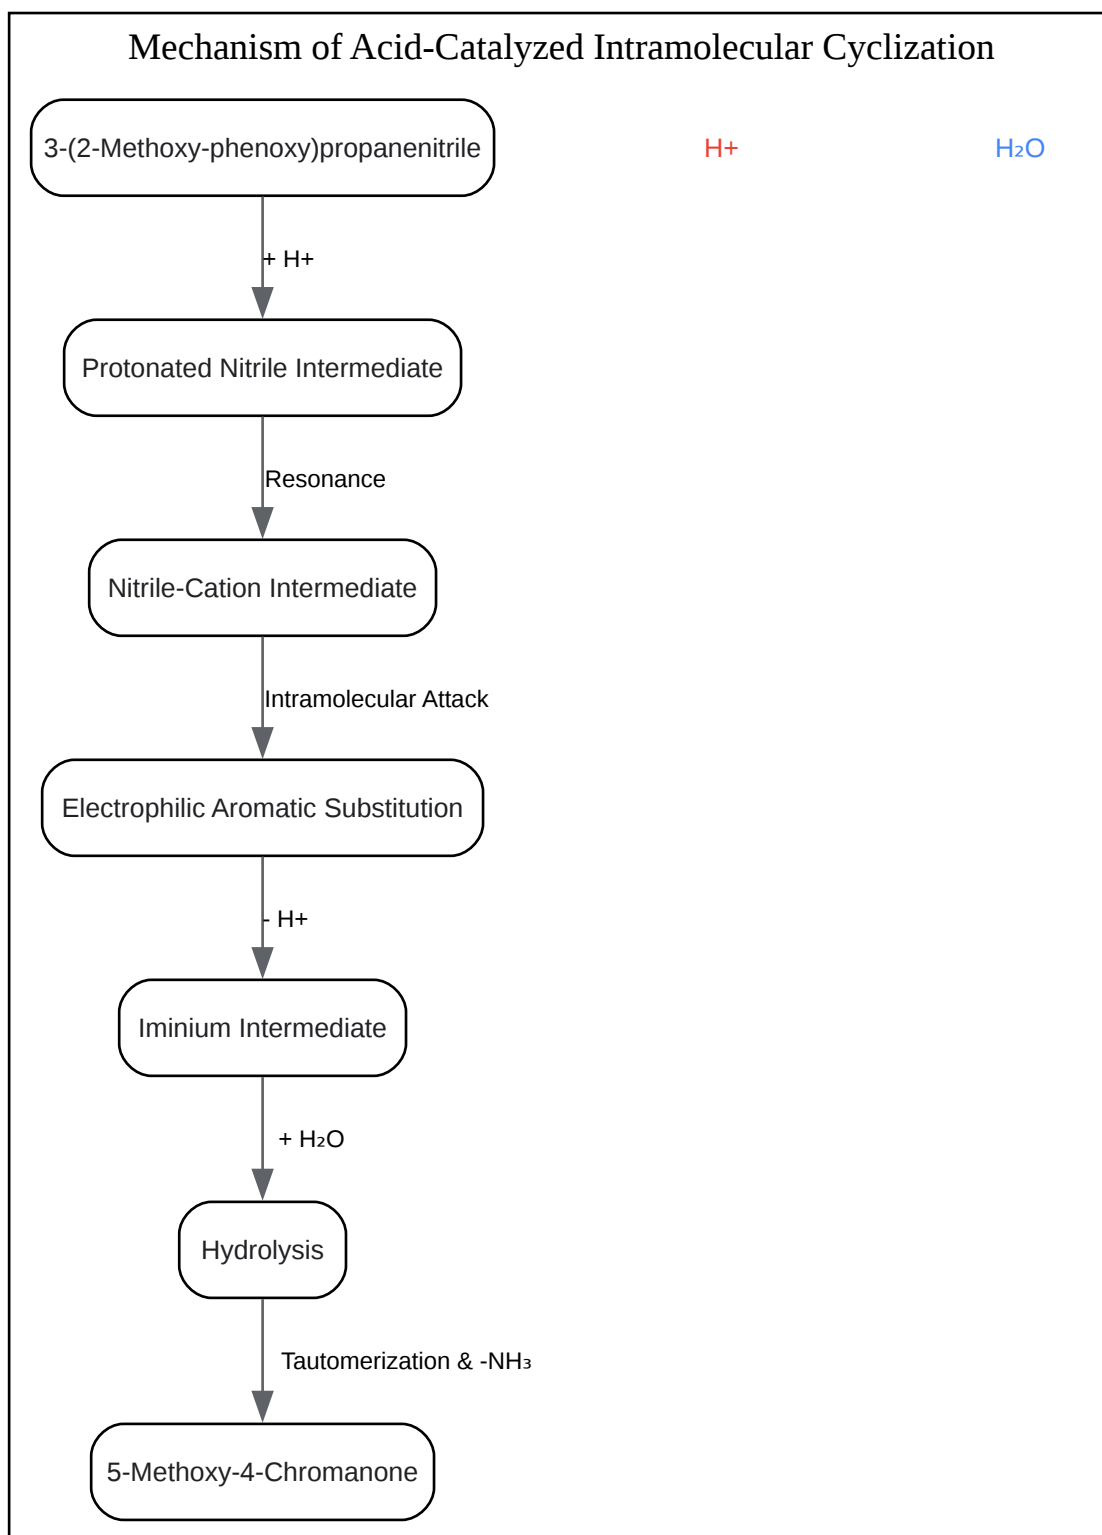 Mechanism of Acid-Catalyzed Intramolecular Cyclization
3-(2-Methoxy-phenoxy)propanenitrile
H+
H₂O
+ H+
Protonated Nitrile Intermediate
Resonance
Nitrile-Cation Intermediate
Intramolecular Attack
Electrophilic Aromatic Substitution
- H+
Iminium Intermediate
+ H₂O
Hydrolysis
Tautomerization & -NH₃
5-Methoxy-4-Chromanone